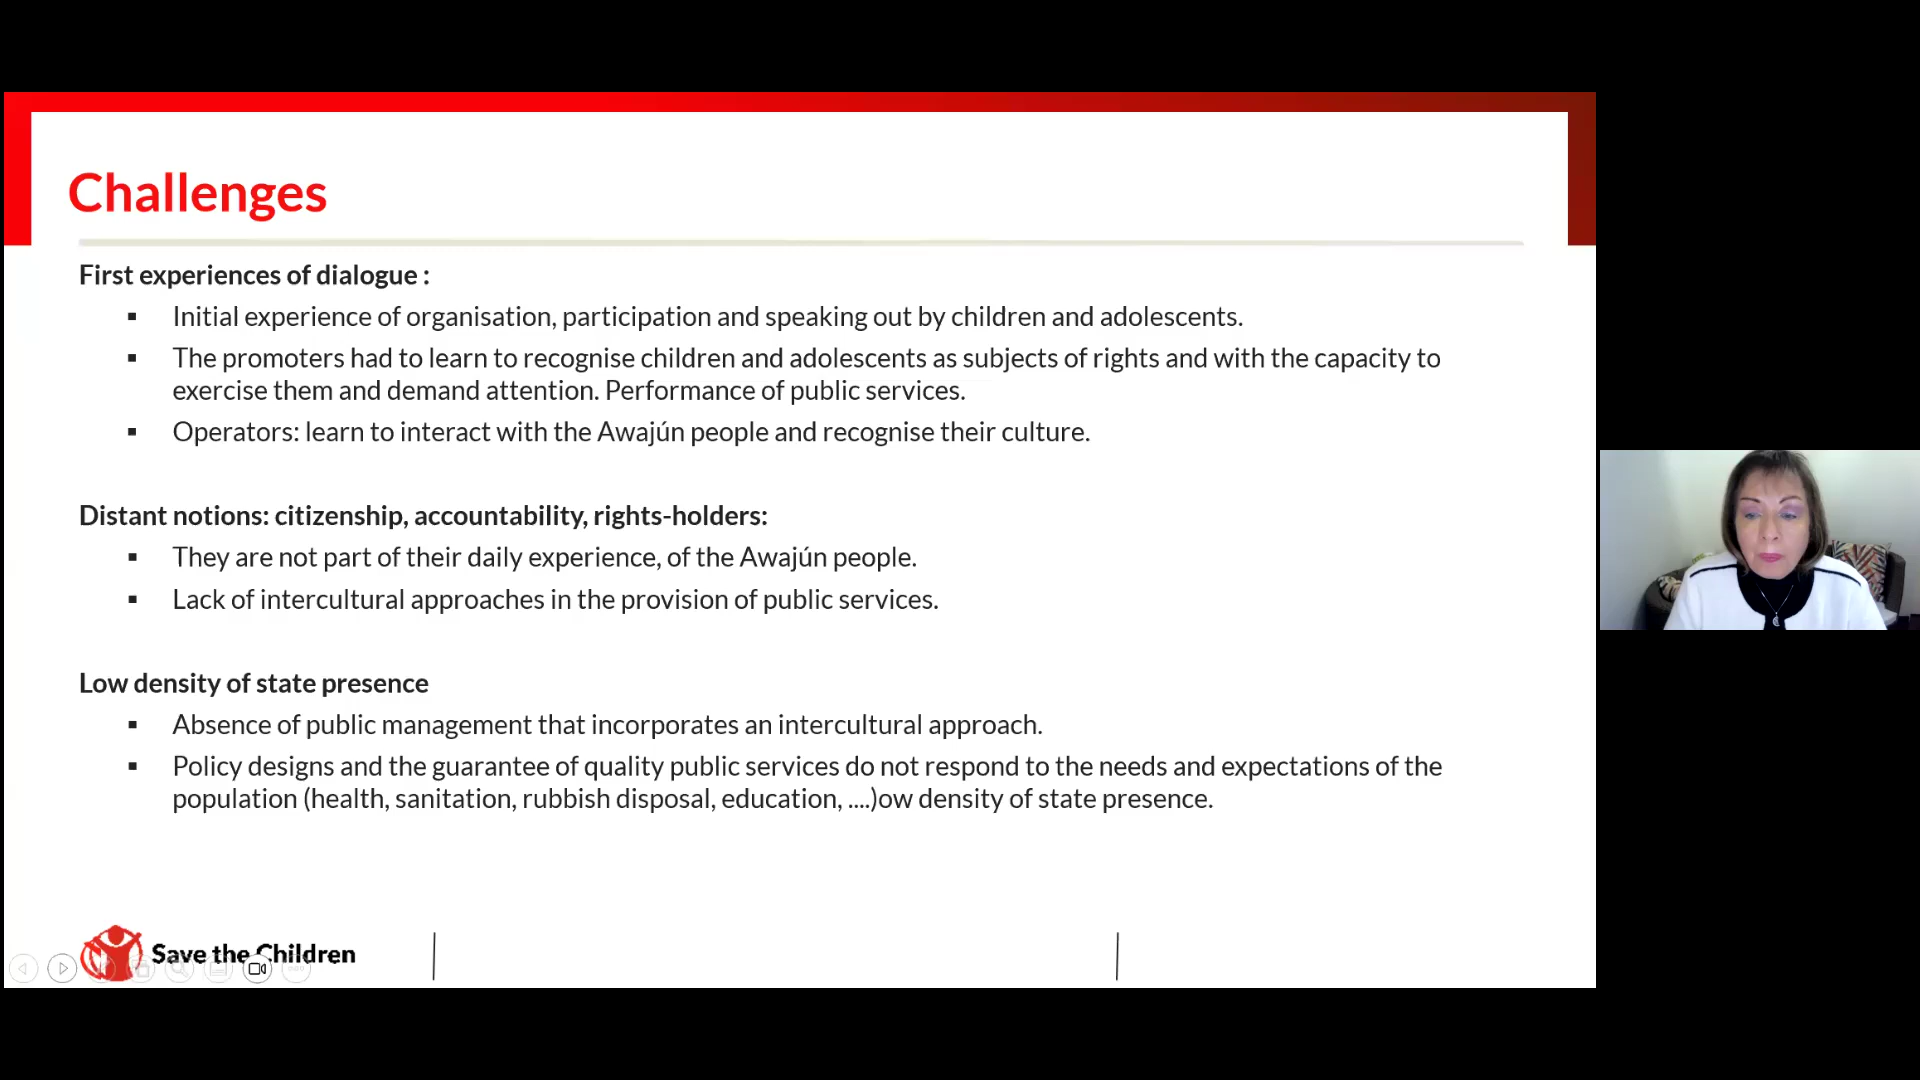 Challenges
First experiences of dialogue :
▪ Initial experience of organisation, participation and speaking out by children and adolescents.
▪ The promoters had to learn to recognise children and adolescents as subjects of rights and with the capacity to
exercise them and demand attention. Performance of public services.
▪ Operators: learn to interact with the Awajún people and recognise their culture.
Distant notions: citizenship, accountability, rights-holders:
▪ They are not part of their daily experience, of the Awajún people.
▪ Lack of intercultural approaches in the provision of public services.
Low density of state presence
▪ Absence of public management that incorporates an intercultural approach.
▪ Policy designs and the guarantee of quality public services do not respond to the needs and expectations of the
population (health, sanitation, rubbish disposal, education, ....)ow density of state presence.
Save the Children